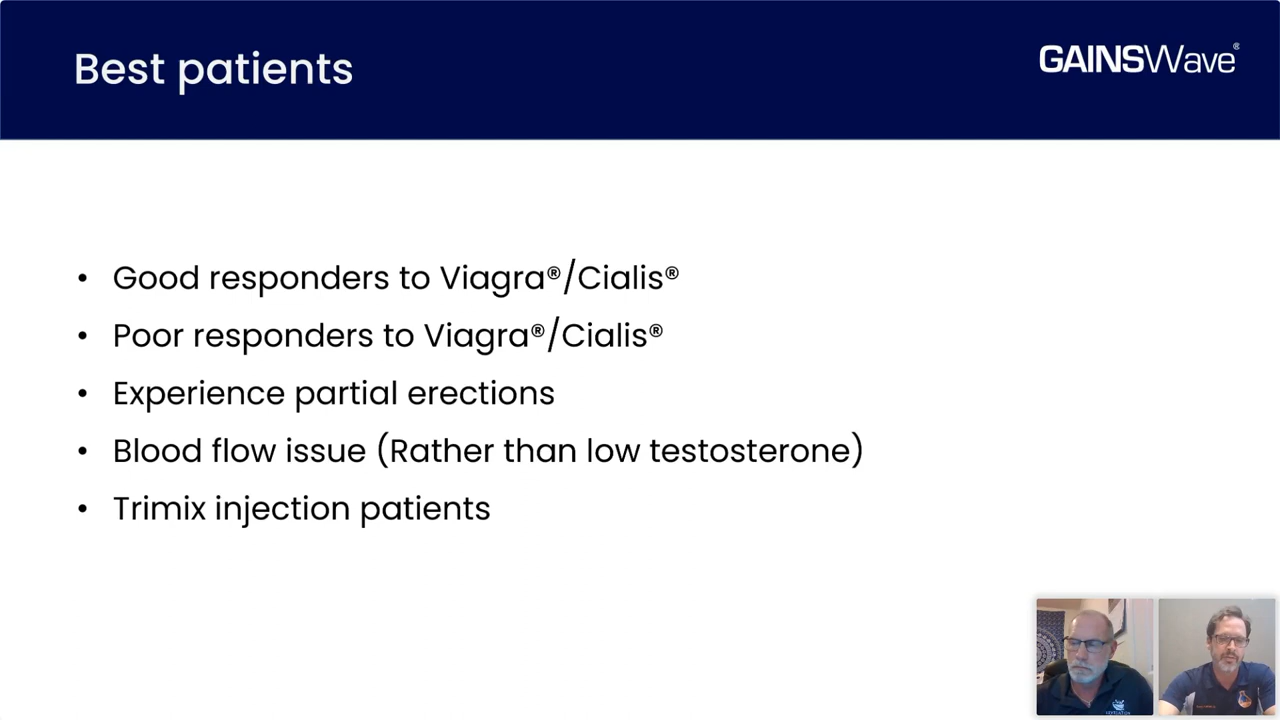 Best patients
GAINSWave®
• Good responders to Viagra®/Cialis®
• Poor responders to Viagra®/Cialis®
• Experience partial erections
• Blood flow issue (Rather than low testosterone)
• Trimix injection patients